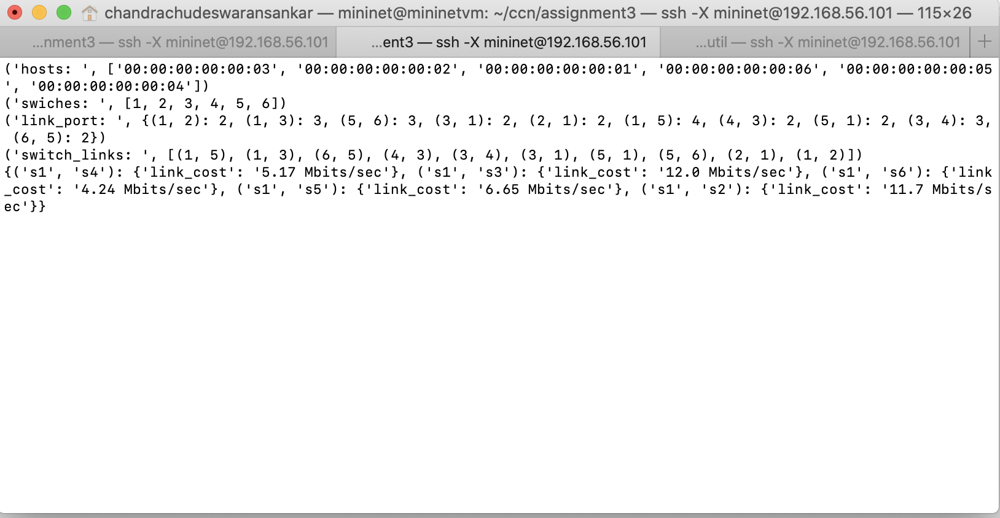 chandrachudeswaransankar — mininet@mininetvm: ~/ccn/assignment3 — ssh -X mininet@192.168.56.101 — 115×26
...nment3 — ssh -X mininet@192.168.56.101 ...ent3 — ssh -X mininet@192.168.56.101 ...util — ssh -X mininet@192.168.56.101 +
('hosts: ', ['00:00:00:00:00:03', '00:00:00:00:00:02', '00:00:00:00:00:01', '00:00:00:00:00:06', '00:00:00:00:00:05
', '00:00:00:00:00:04'])
('swiches: ', [1, 2, 3, 4, 5, 6])
('link_port: ', {(1, 2): 2, (1, 3): 3, (5, 6): 3, (3, 1): 2, (2, 1): 2, (1, 5): 4, (4, 3): 2, (5, 1): 2, (3, 4): 3,
 (6, 5): 2})
('switch_links: ', [(1, 5), (1, 3), (6, 5), (4, 3), (3, 4), (3, 1), (5, 1), (5, 6), (2, 1), (1, 2)])
{('s1', 's4'): {'link_cost': '5.17 Mbits/sec'}, ('s1', 's3'): {'link_cost': '12.0 Mbits/sec'}, ('s1', 's6'): {'link
_cost': '4.24 Mbits/sec'}, ('s1', 's5'): {'link_cost': '6.65 Mbits/sec'}, ('s1', 's2'): {'link_cost': '11.7 Mbits/s
ec'}}